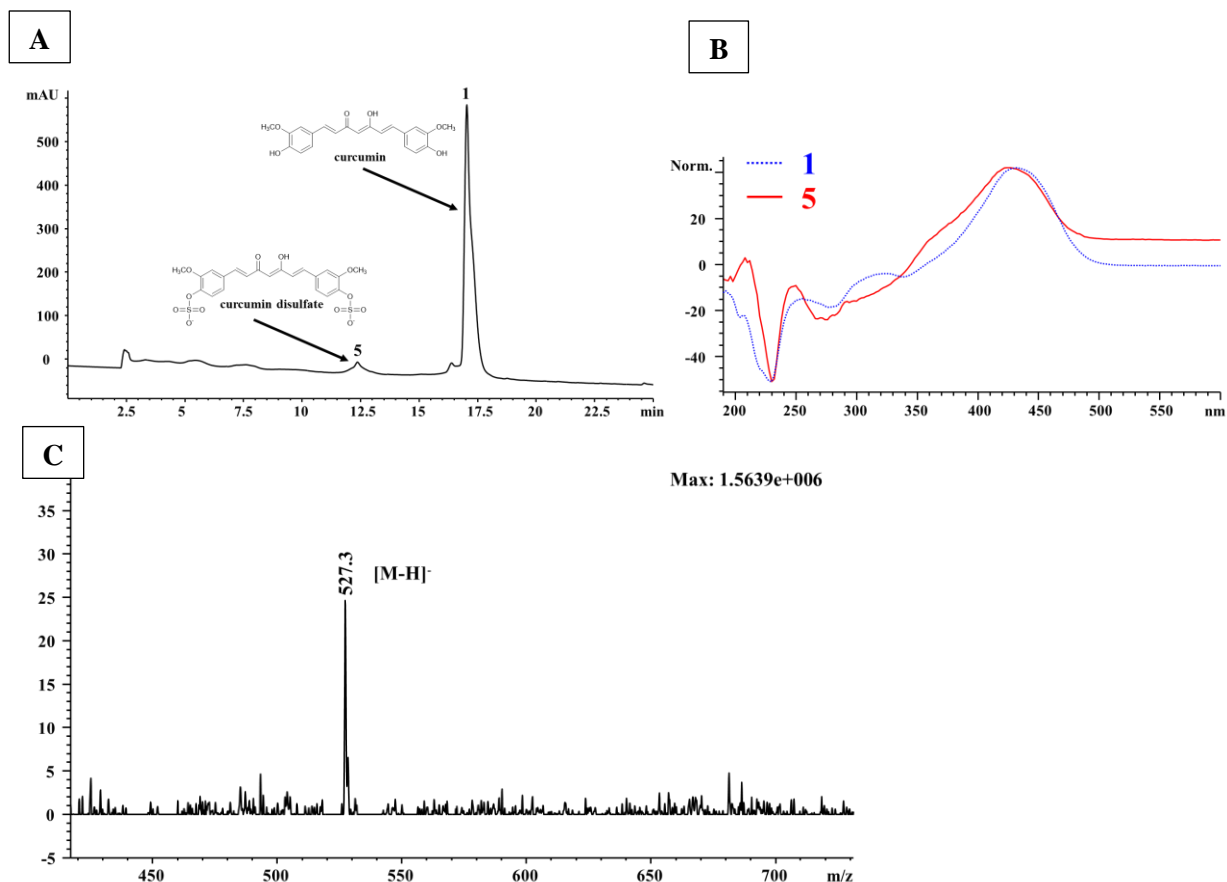 A
mAU
500
400
300
200
100
0
2.5 5 7.5 10 12.5 15 17.5 20 22.5 min
1
O OH
H₃CO OCH₃
HO OH
curcumin
O OH
H₃CO OCH₃
O O
O=S=O O=S=O
O⁻ O⁻
curcumin disulfate
5
B
Norm.
20
0
-20
-40
200 250 300 350 400 450 500 550 nm
1
5
C
Max: 1.5639e+006
35
30
25
20
15
10
5
0
-5
450 500 550 600 650 700 m/z
527.3
[M-H]⁻